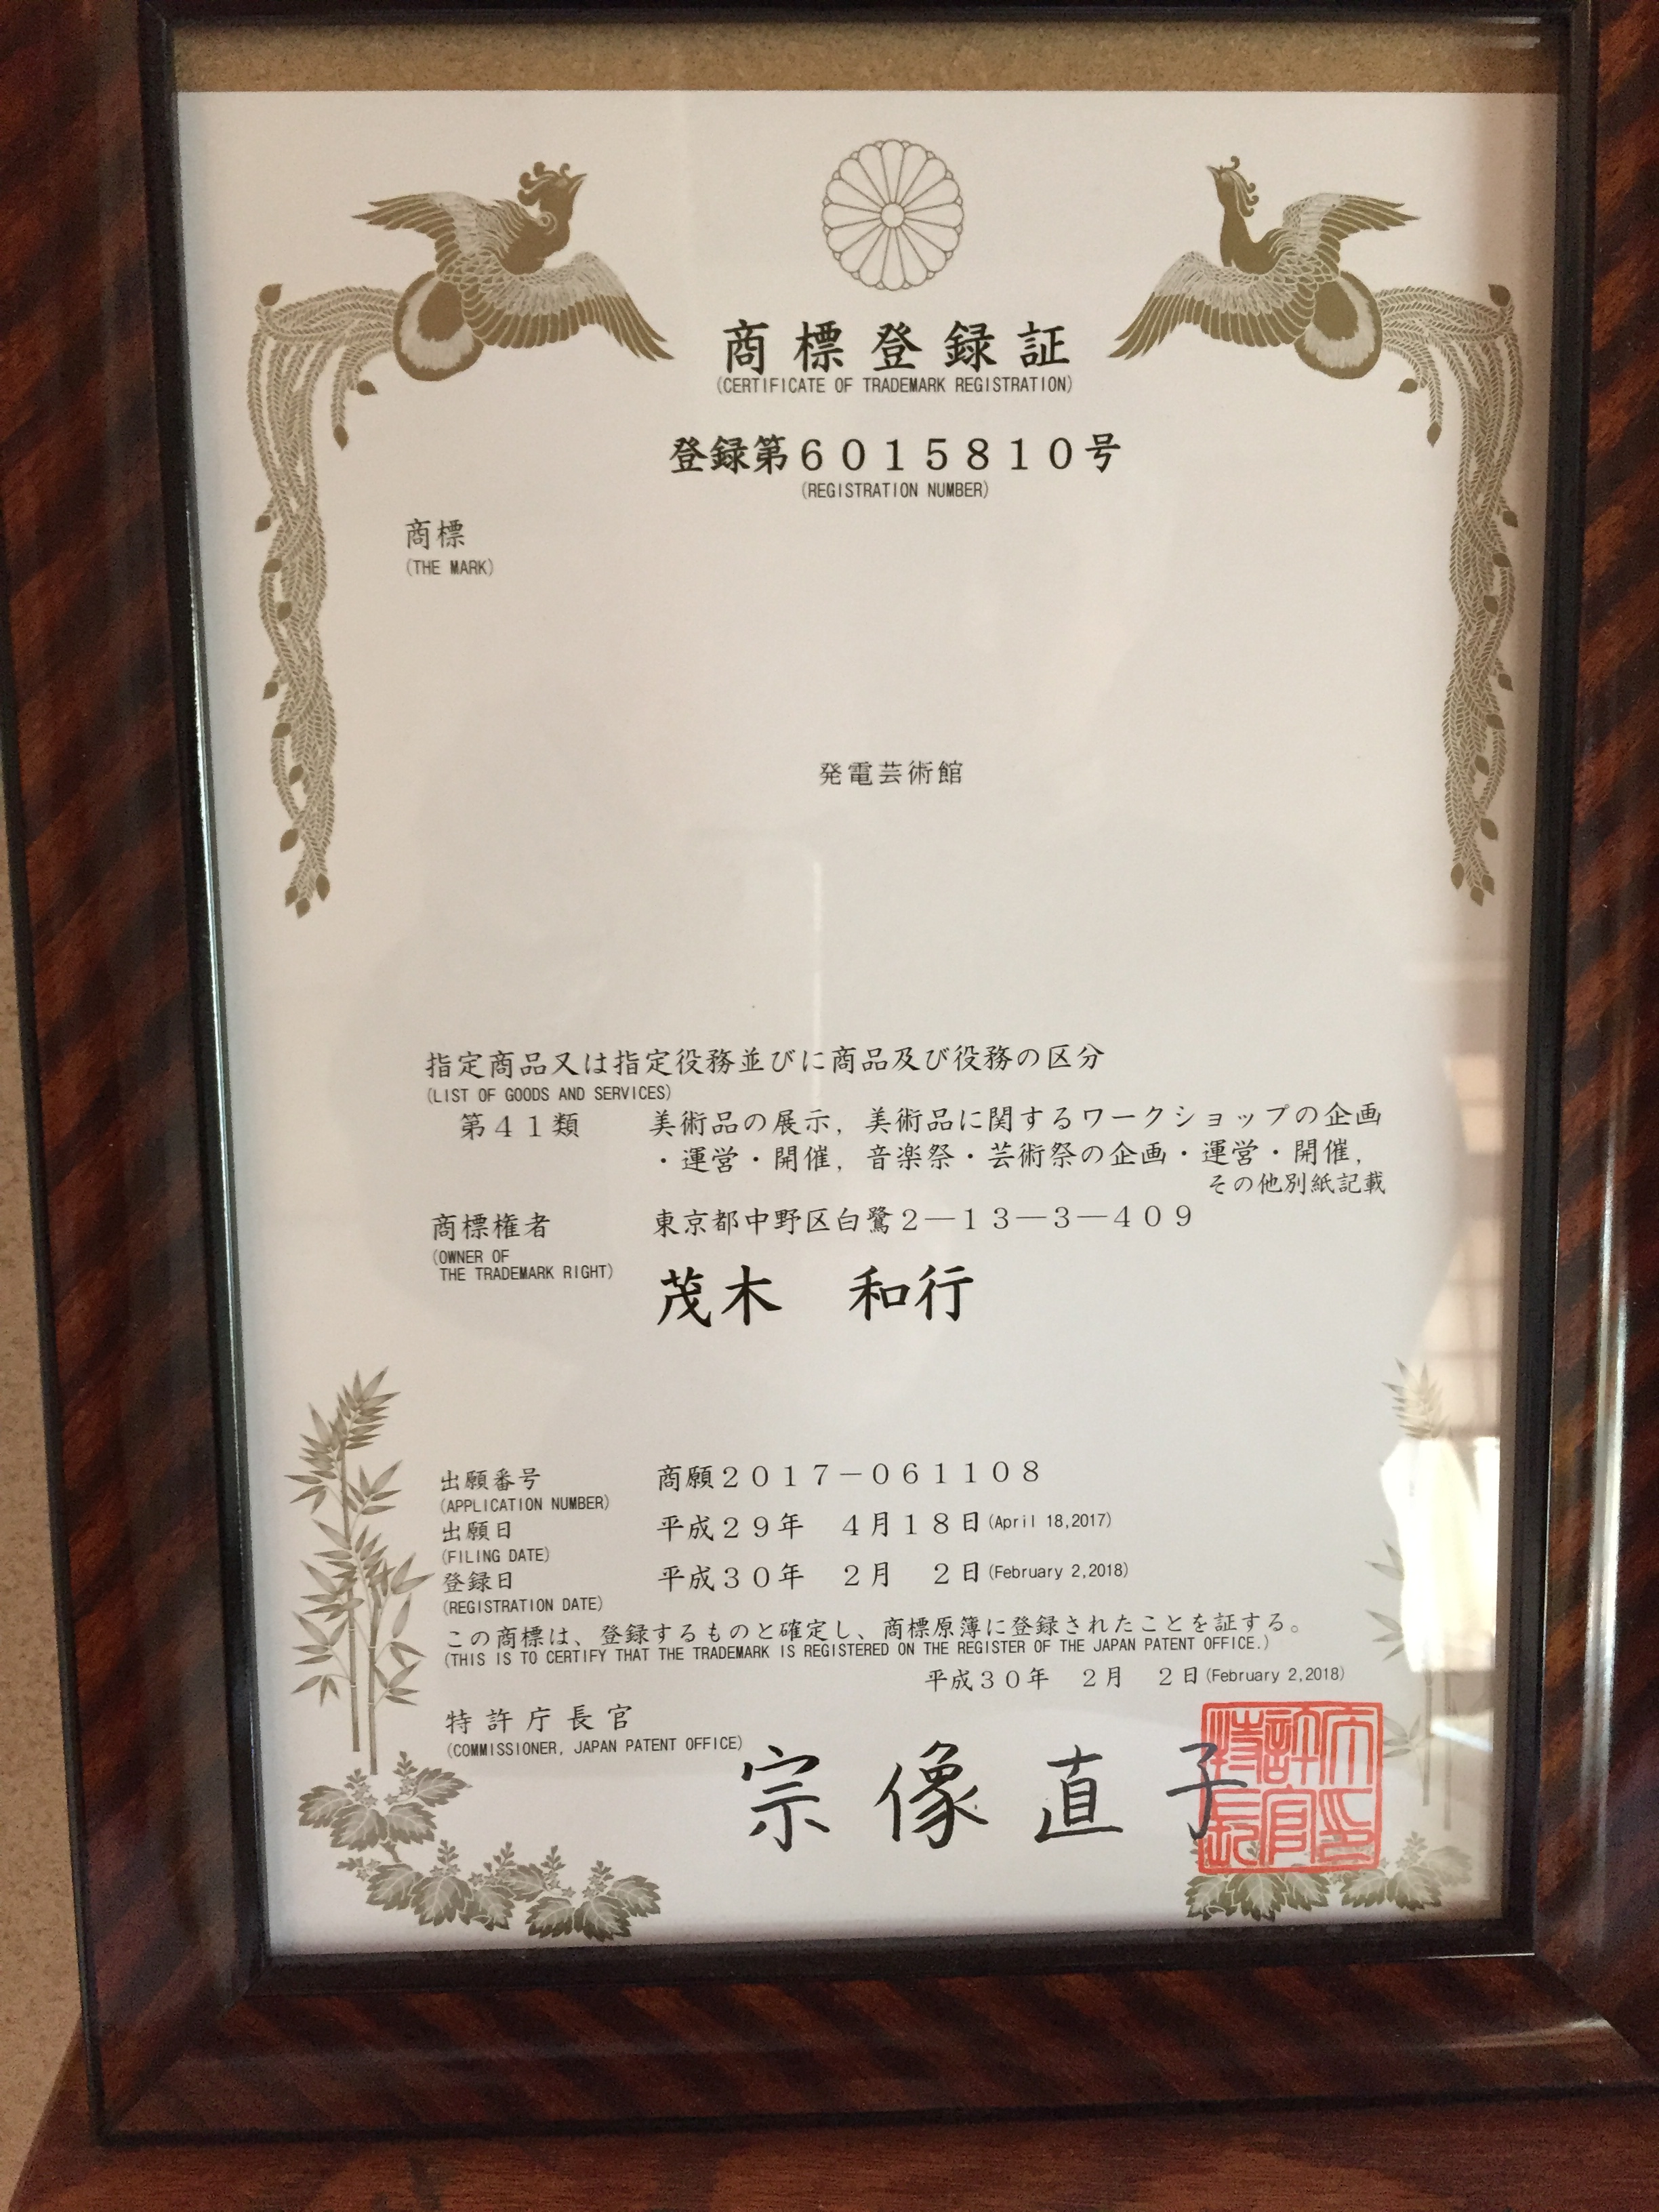 商標登録証
(CERTIFICATE OF TRADEMARK REGISTRATION)
登録第6015810号
(REGISTRATION NUMBER)
商標
(THE MARK)
発電芸術館
指定商品又は指定役務並びに商品及び役務の区分
(LIST OF GOODS AND SERVICES)
第41類 美術品の展示，美術品に関するワークショップの企画
・運営・開催，音楽祭・芸術祭の企画・運営・開催，
その他別紙記載
商標権者 東京都中野区白鷺2―13―3―409
(OWNER OF
THE TRADEMARK RIGHT)
茂木 和行
出願番号 商願2017－061108
(APPLICATION NUMBER)
出願日 平成29年 4月18日(April 18,2017)
(FILING DATE)
登録日 平成30年 2月 2日(February 2,2018)
(REGISTRATION DATE)
この商標は、登録するものと確定し、商標原簿に登録されたことを証する。
(THIS IS TO CERTIFY THAT THE TRADEMARK IS REGISTERED ON THE REGISTER OF THE JAPAN PATENT OFFICE.)
平成30年 2月 2日(February 2,2018)
特許庁長官
(COMMISSIONER, JAPAN PATENT OFFICE)
宗像直子